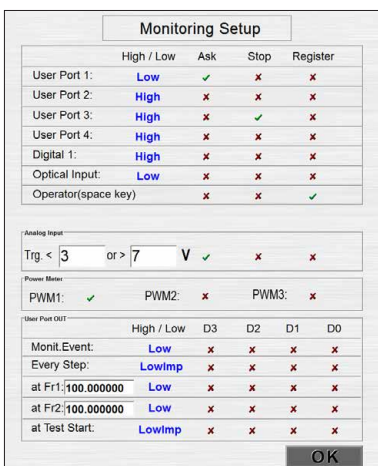 Monitoring Setup
High / Low Ask Stop Register
User Port 1: Low
User Port 2: High
User Port 3: High
User Port 4: High
Digital 1: High
Optical Input: Low
Operator(space key)
Analog Input
Trg. < 3 or > 7 V
Power Meter
PWM1: PWM2: PWM3:
User Port OUT
High / Low D3 D2 D1 D0
Monit.Event: Low
Every Step: LowImp
at Fr1: 100.000000 Low
at Fr2: 100.000000 Low
at Test Start: LowImp
OK